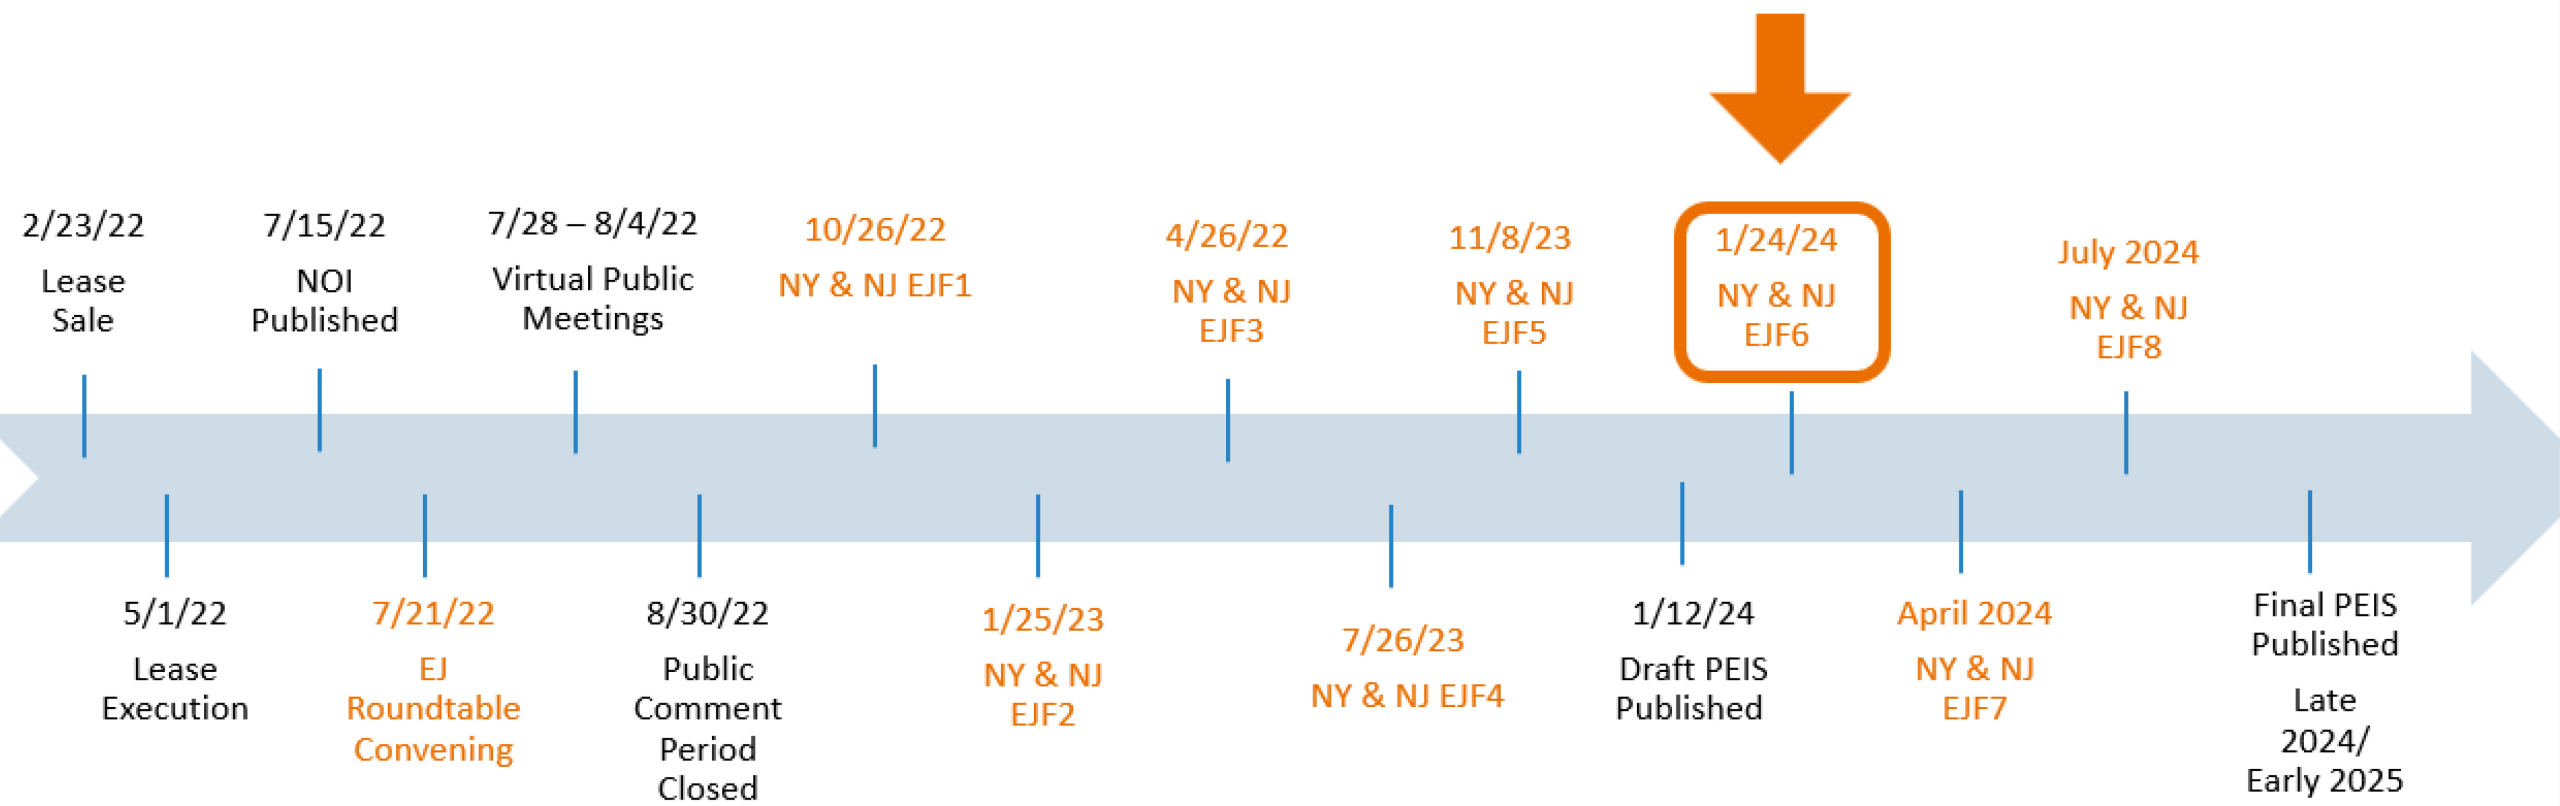 2/23/22
Lease
Sale
5/1/22
Lease
Execution
7/15/22
NOI
Published
7/21/22
EJ
Roundtable
Convening
7/28 – 8/4/22
Virtual Public
Meetings
8/30/22
Public
Comment
Period
Closed
10/26/22
NY & NJ EJF1
1/25/23
NY & NJ
EJF2
4/26/22
NY & NJ
EJF3
7/26/23
NY & NJ EJF4
11/8/23
NY & NJ
EJF5
1/12/24
Draft PEIS
Published
1/24/24
NY & NJ
EJF6
April 2024
NY & NJ
EJF7
July 2024
NY & NJ
EJF8
Final PEIS
Published
Late
2024/
Early 2025